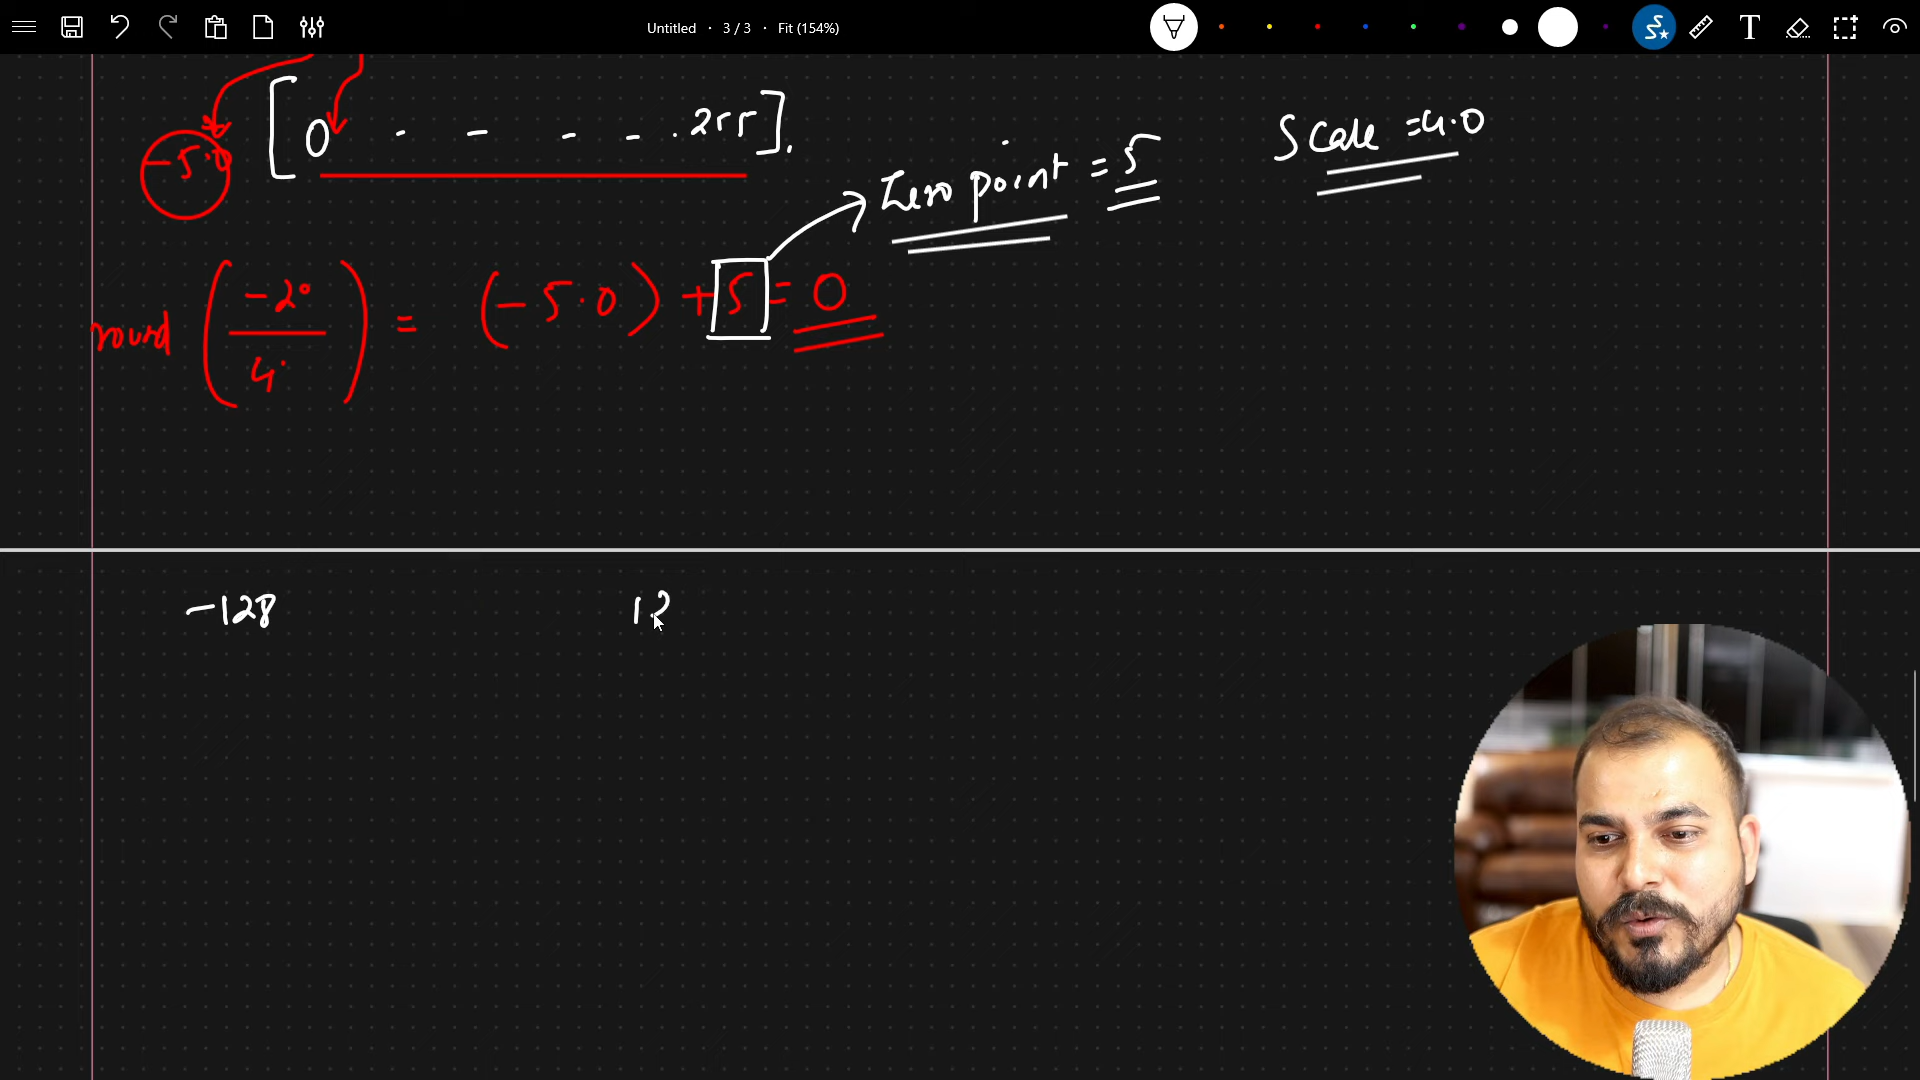 Untitled · 3 / 3 · Fit (154%)
[0 · - - - . 255].
-5.0
Zero point = 5
Scale = 4.0
round (-20 / 4) = (-5.0) + 5 = 0
-128 12